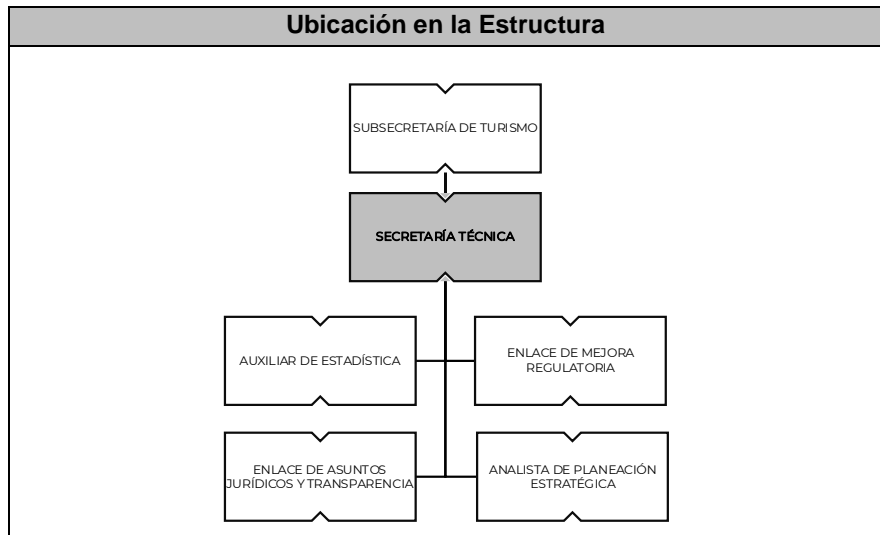 Ubicación en la Estructura
SUBSECRETARÍA DE TURISMO
SECRETARÍA TÉCNICA
AUXILIAR DE ESTADÍSTICA
ENLACE DE MEJORA
REGULATORIA
ENLACE DE ASUNTOS
JURÍDICOS Y TRANSPARENCIA
ANALISTA DE PLANEACIÓN
ESTRATÉGICA